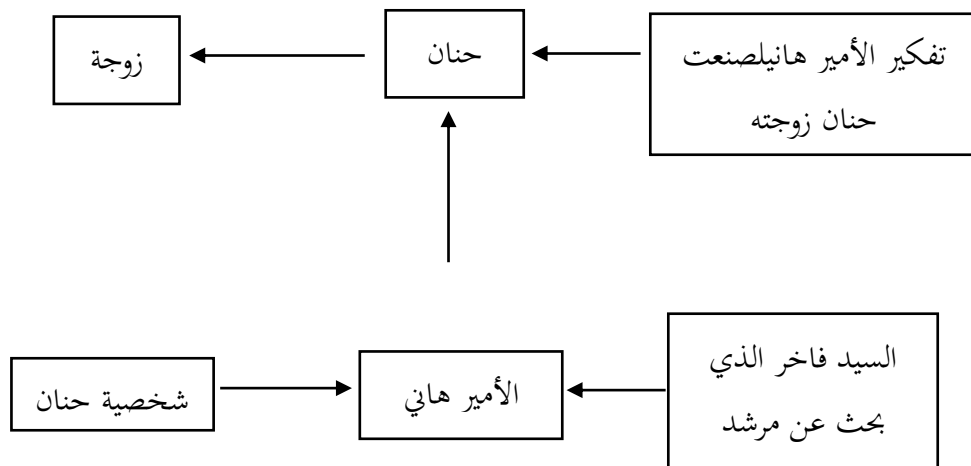 تفكير الأمير هانيلصنعت
حنان زوجته
حنان
زوجة
السيد فاخر الذي
بحث عن مرشد
الأمير هاني
شخصية حنان